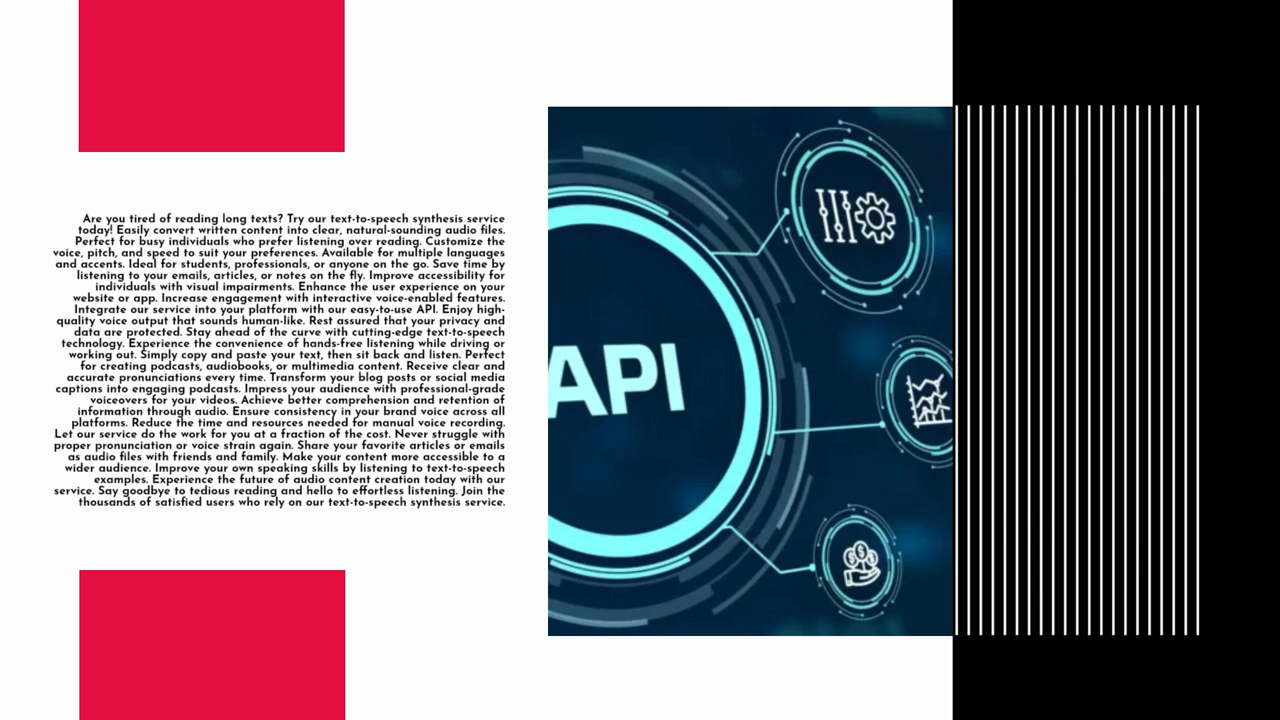 Are you tired of reading long texts? Try our text-to-speech synthesis service
today! Easily convert written content into clear, natural-sounding audio files.
Perfect for busy individuals who prefer listening over reading. Customize the
voice, pitch, and speed to suit your preferences. Available for multiple languages
and accents. Ideal for students, professionals, or anyone on the go. Save time by
listening to your emails, articles, or notes on the fly. Improve accessibility for
individuals with visual impairments. Enhance the user experience on your
website or app. Increase engagement with interactive voice-enabled features.
Integrate our service into your platform with our easy-to-use API. Enjoy high-
quality voice output that sounds human-like. Rest assured that your privacy and
data are protected. Stay ahead of the curve with cutting-edge text-to-speech
technology. Experience the convenience of hands-free listening while driving or
working out. Simply copy and paste your text, then sit back and listen. Perfect
for creating podcasts, audiobooks, or multimedia content. Receive clear and
accurate pronunciations every time. Transform your blog posts or social media
captions into engaging podcasts. Impress your audience with professional-grade
voiceovers for your videos. Achieve better comprehension and retention of
information through audio. Ensure consistency in your brand voice across all
platforms. Reduce the time and resources needed for manual voice recording.
Let our service do the work for you at a fraction of the cost. Never struggle with
proper pronunciation or voice strain again. Share your favorite articles or emails
as audio files with friends and family. Make your content more accessible to a
wider audience. Improve your own speaking skills by listening to text-to-speech
examples. Experience the future of audio content creation today with our
service. Say goodbye to tedious reading and hello to effortless listening. Join the
thousands of satisfied users who rely on our text-to-speech synthesis service.
API